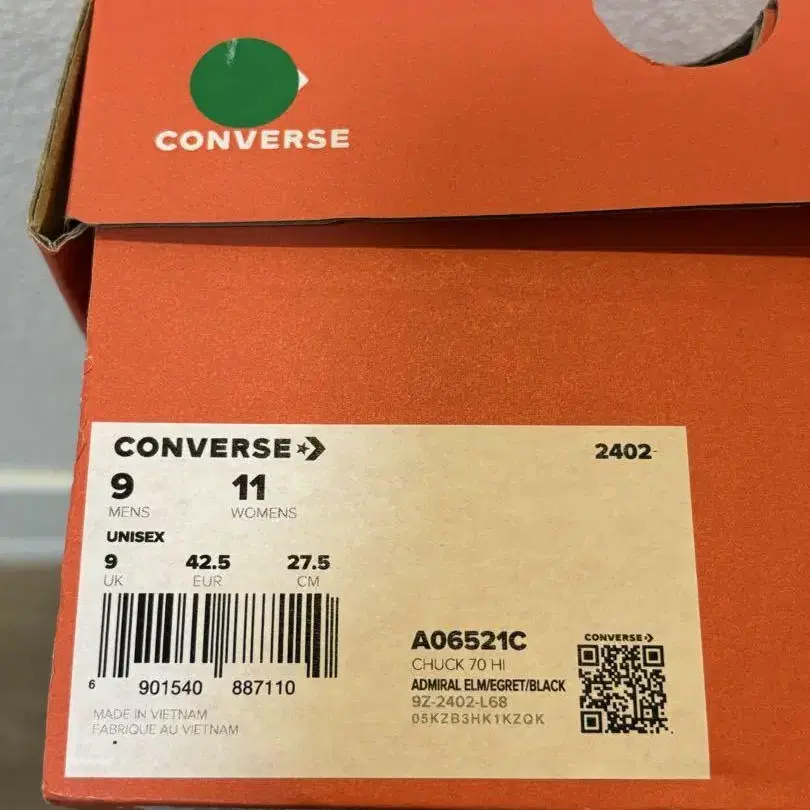 CONVERSE
CONVERSE
2402
9 11
MENS WOMENS
UNISEX
9 42.5 27.5
UK EUR CM
6 901540 887110
MADE IN VIETNAM
FABRIQUE AU VIETNAM
A06521C
CHUCK 70 HI
ADMIRAL ELM/EGRET/BLACK
9Z-2402-L68
05KZB3HK1KZQK
CONVERSE